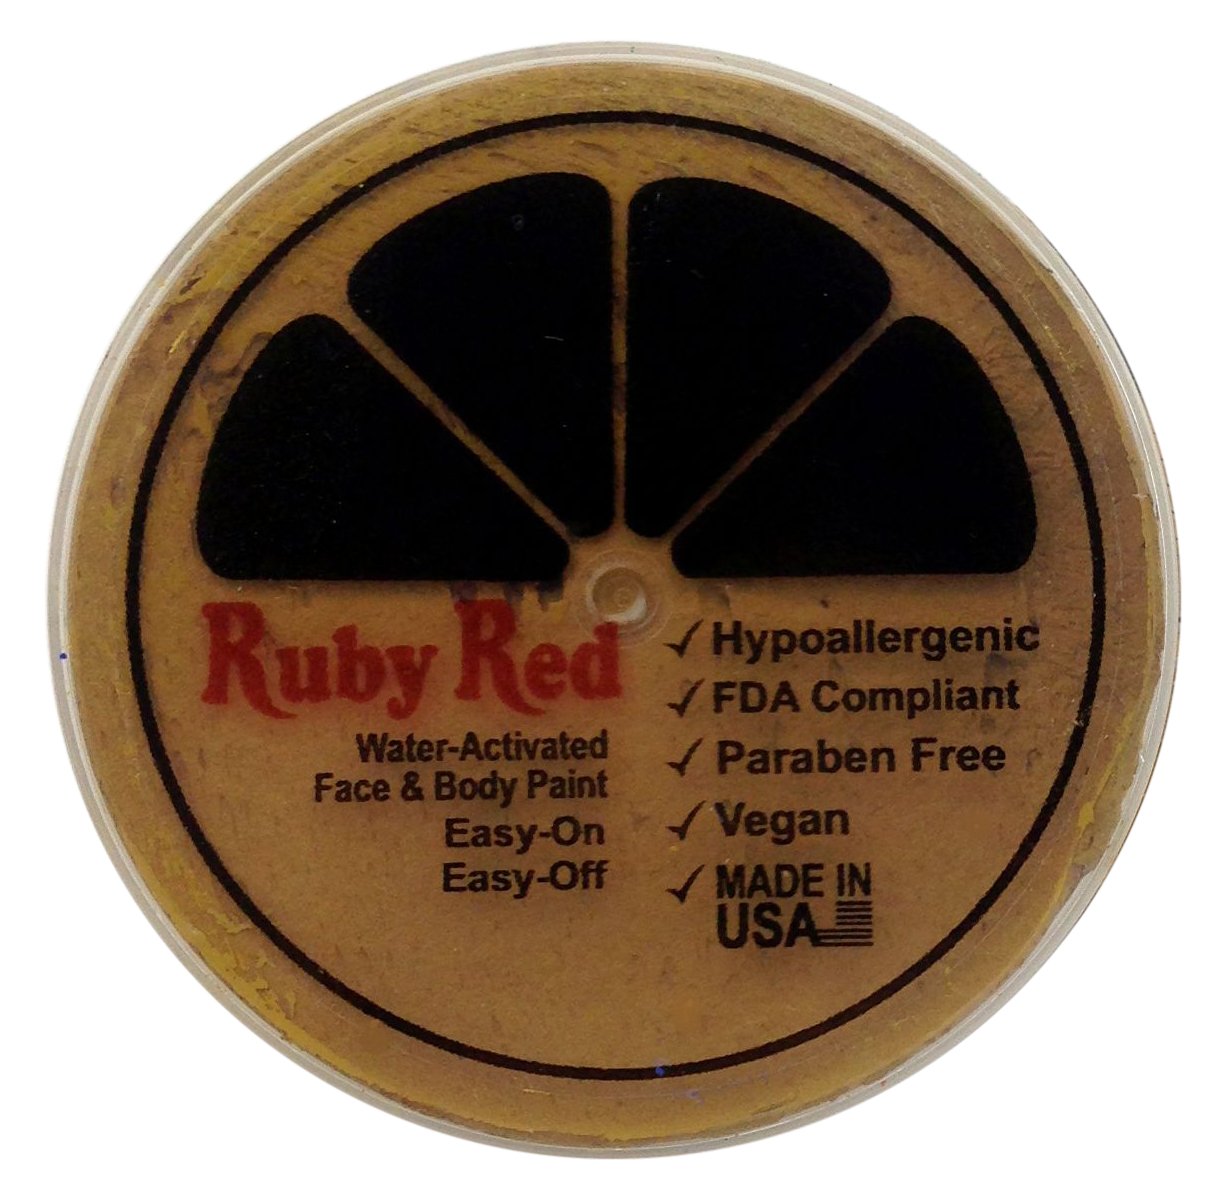 Ruby Red
Water-Activated
Face & Body Paint
Easy-On
Easy-Off
✓ Hypoallergenic
✓ FDA Compliant
✓ Paraben Free
✓ Vegan
✓ MADE IN
USA